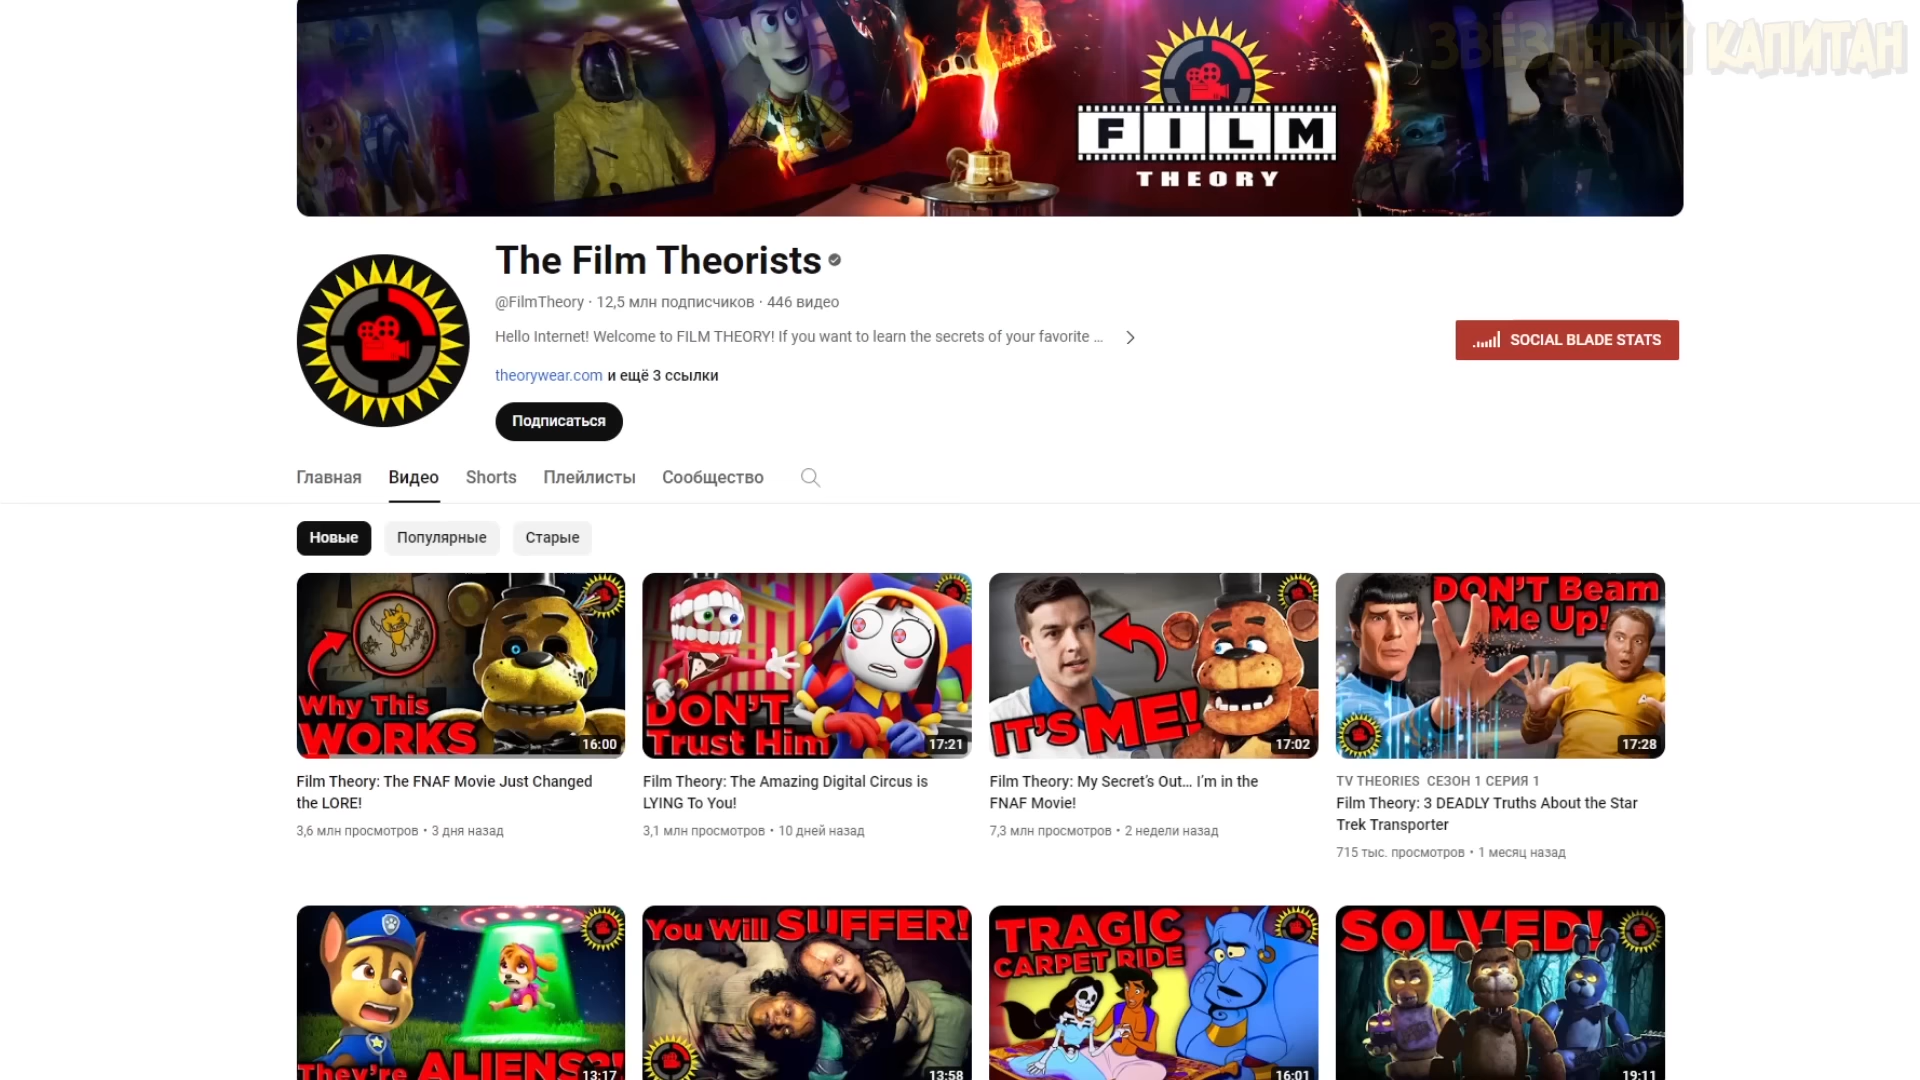 ЗВЁЗДНЫЙ КАПИТАН
FILM
THEORY
The Film Theorists
@FilmTheory · 12,5 млн подписчиков · 446 видео
Hello Internet! Welcome to FILM THEORY! If you want to learn the secrets of your favorite ...
SOCIAL BLADE STATS
theorywear.com и ещё 3 ссылки
Подписаться
Главная Видео Shorts Плейлисты Сообщество
Новые Популярные Старые
Why This
WORKS
16:00
DON'T
Trust Him
17:21
IT'S ME!
17:02
DON'T Beam
Me Up!
17:28
Film Theory: The FNAF Movie Just Changed
the LORE!
3,6 млн просмотров • 3 дня назад
Film Theory: The Amazing Digital Circus is
LYING To You!
3,1 млн просмотров • 10 дней назад
Film Theory: My Secret's Out... I'm in the
FNAF Movie!
7,3 млн просмотров • 2 недели назад
TV THEORIES СЕЗОН 1 СЕРИЯ 1
Film Theory: 3 DEADLY Truths About the Star
Trek Transporter
715 тыс. просмотров • 1 месяц назад
They're ALIENS?!
13:17
You Will SUFFER!
13:58
TRAGIC
CARPET RIDE
16:01
SOLVED!
19:11